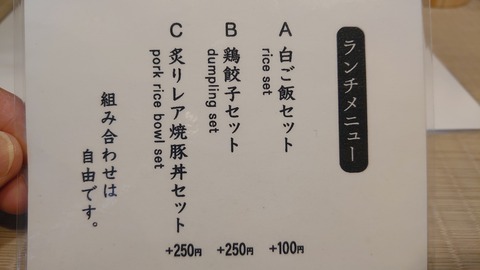 ランチメニュー
A 白ご飯セット +100円
rice set
B 鶏餃子セット +250円
dumpling set
C 炙りレア焼豚丼セット +250円
pork rice bowl set
組み合わせは
自由です。